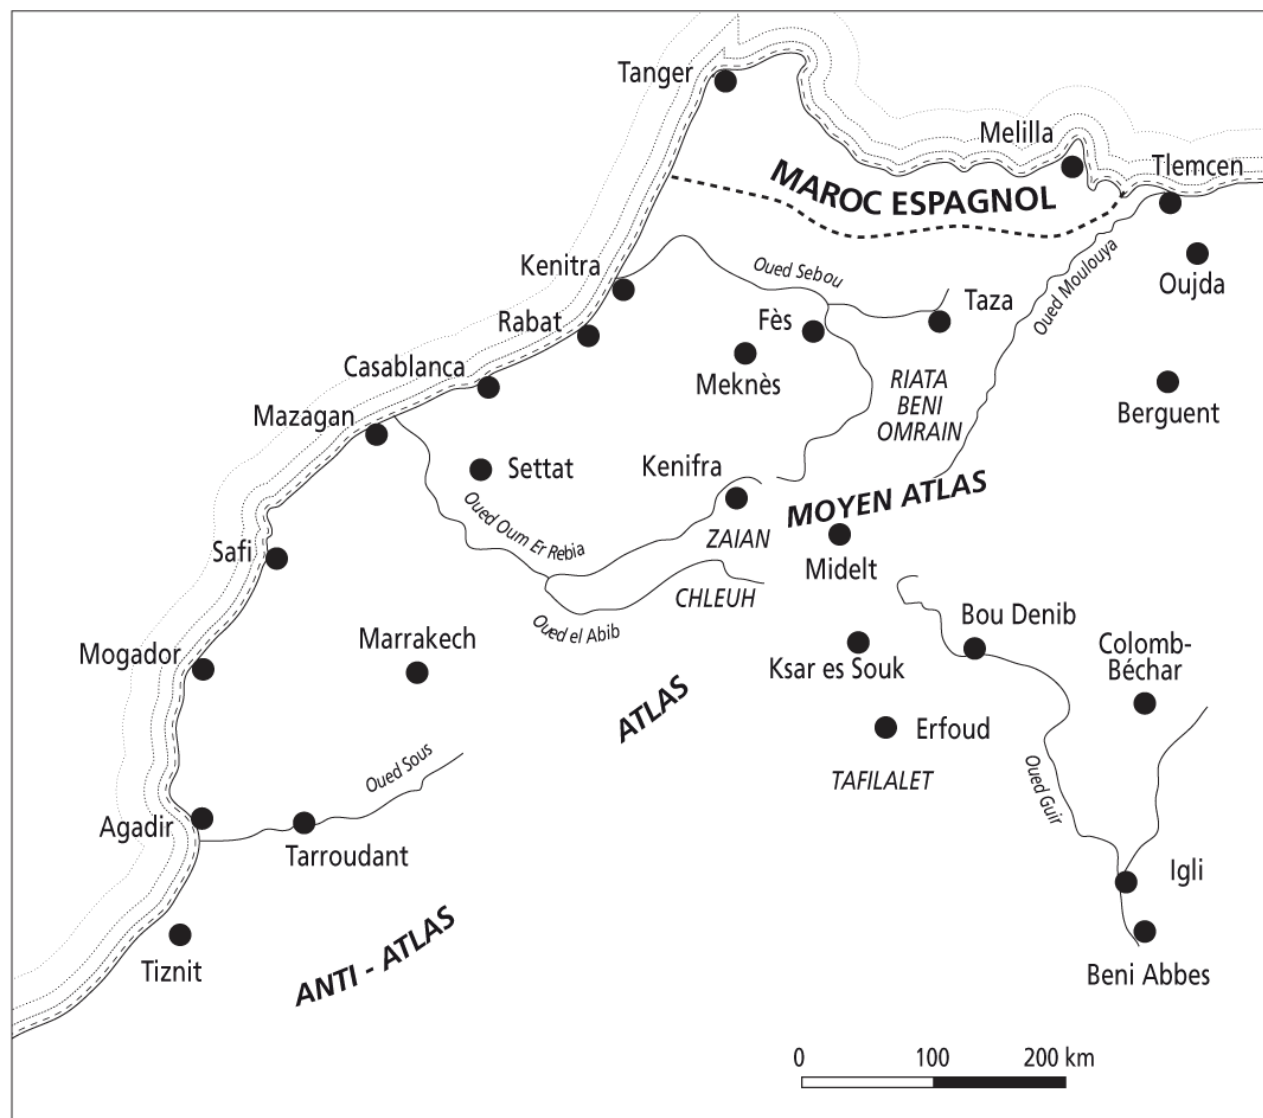 Tanger
Melilla
Tlemcen
MAROC ESPAGNOL
Kenitra
Oued Sebou
Oued Moulouya
Oujda
Rabat
Fès
Taza
Casablanca
Meknès
RIATA
BENI
OMRAIN
Mazagan
Berguent
Settat
Kenifra
MOYEN ATLAS
Oued Oum Er Rebia
ZAIAN
Safi
Midelt
CHLEUH
Oued el Abib
Bou Denib
Marrakech
Mogador
Ksar es Souk
Colomb-
Béchar
ATLAS
Erfoud
TAFILALET
Oued Sous
Oued Guir
Agadir
Tarroudant
Igli
ANTI - ATLAS
Tiznit
Beni Abbes
0 100 200 km